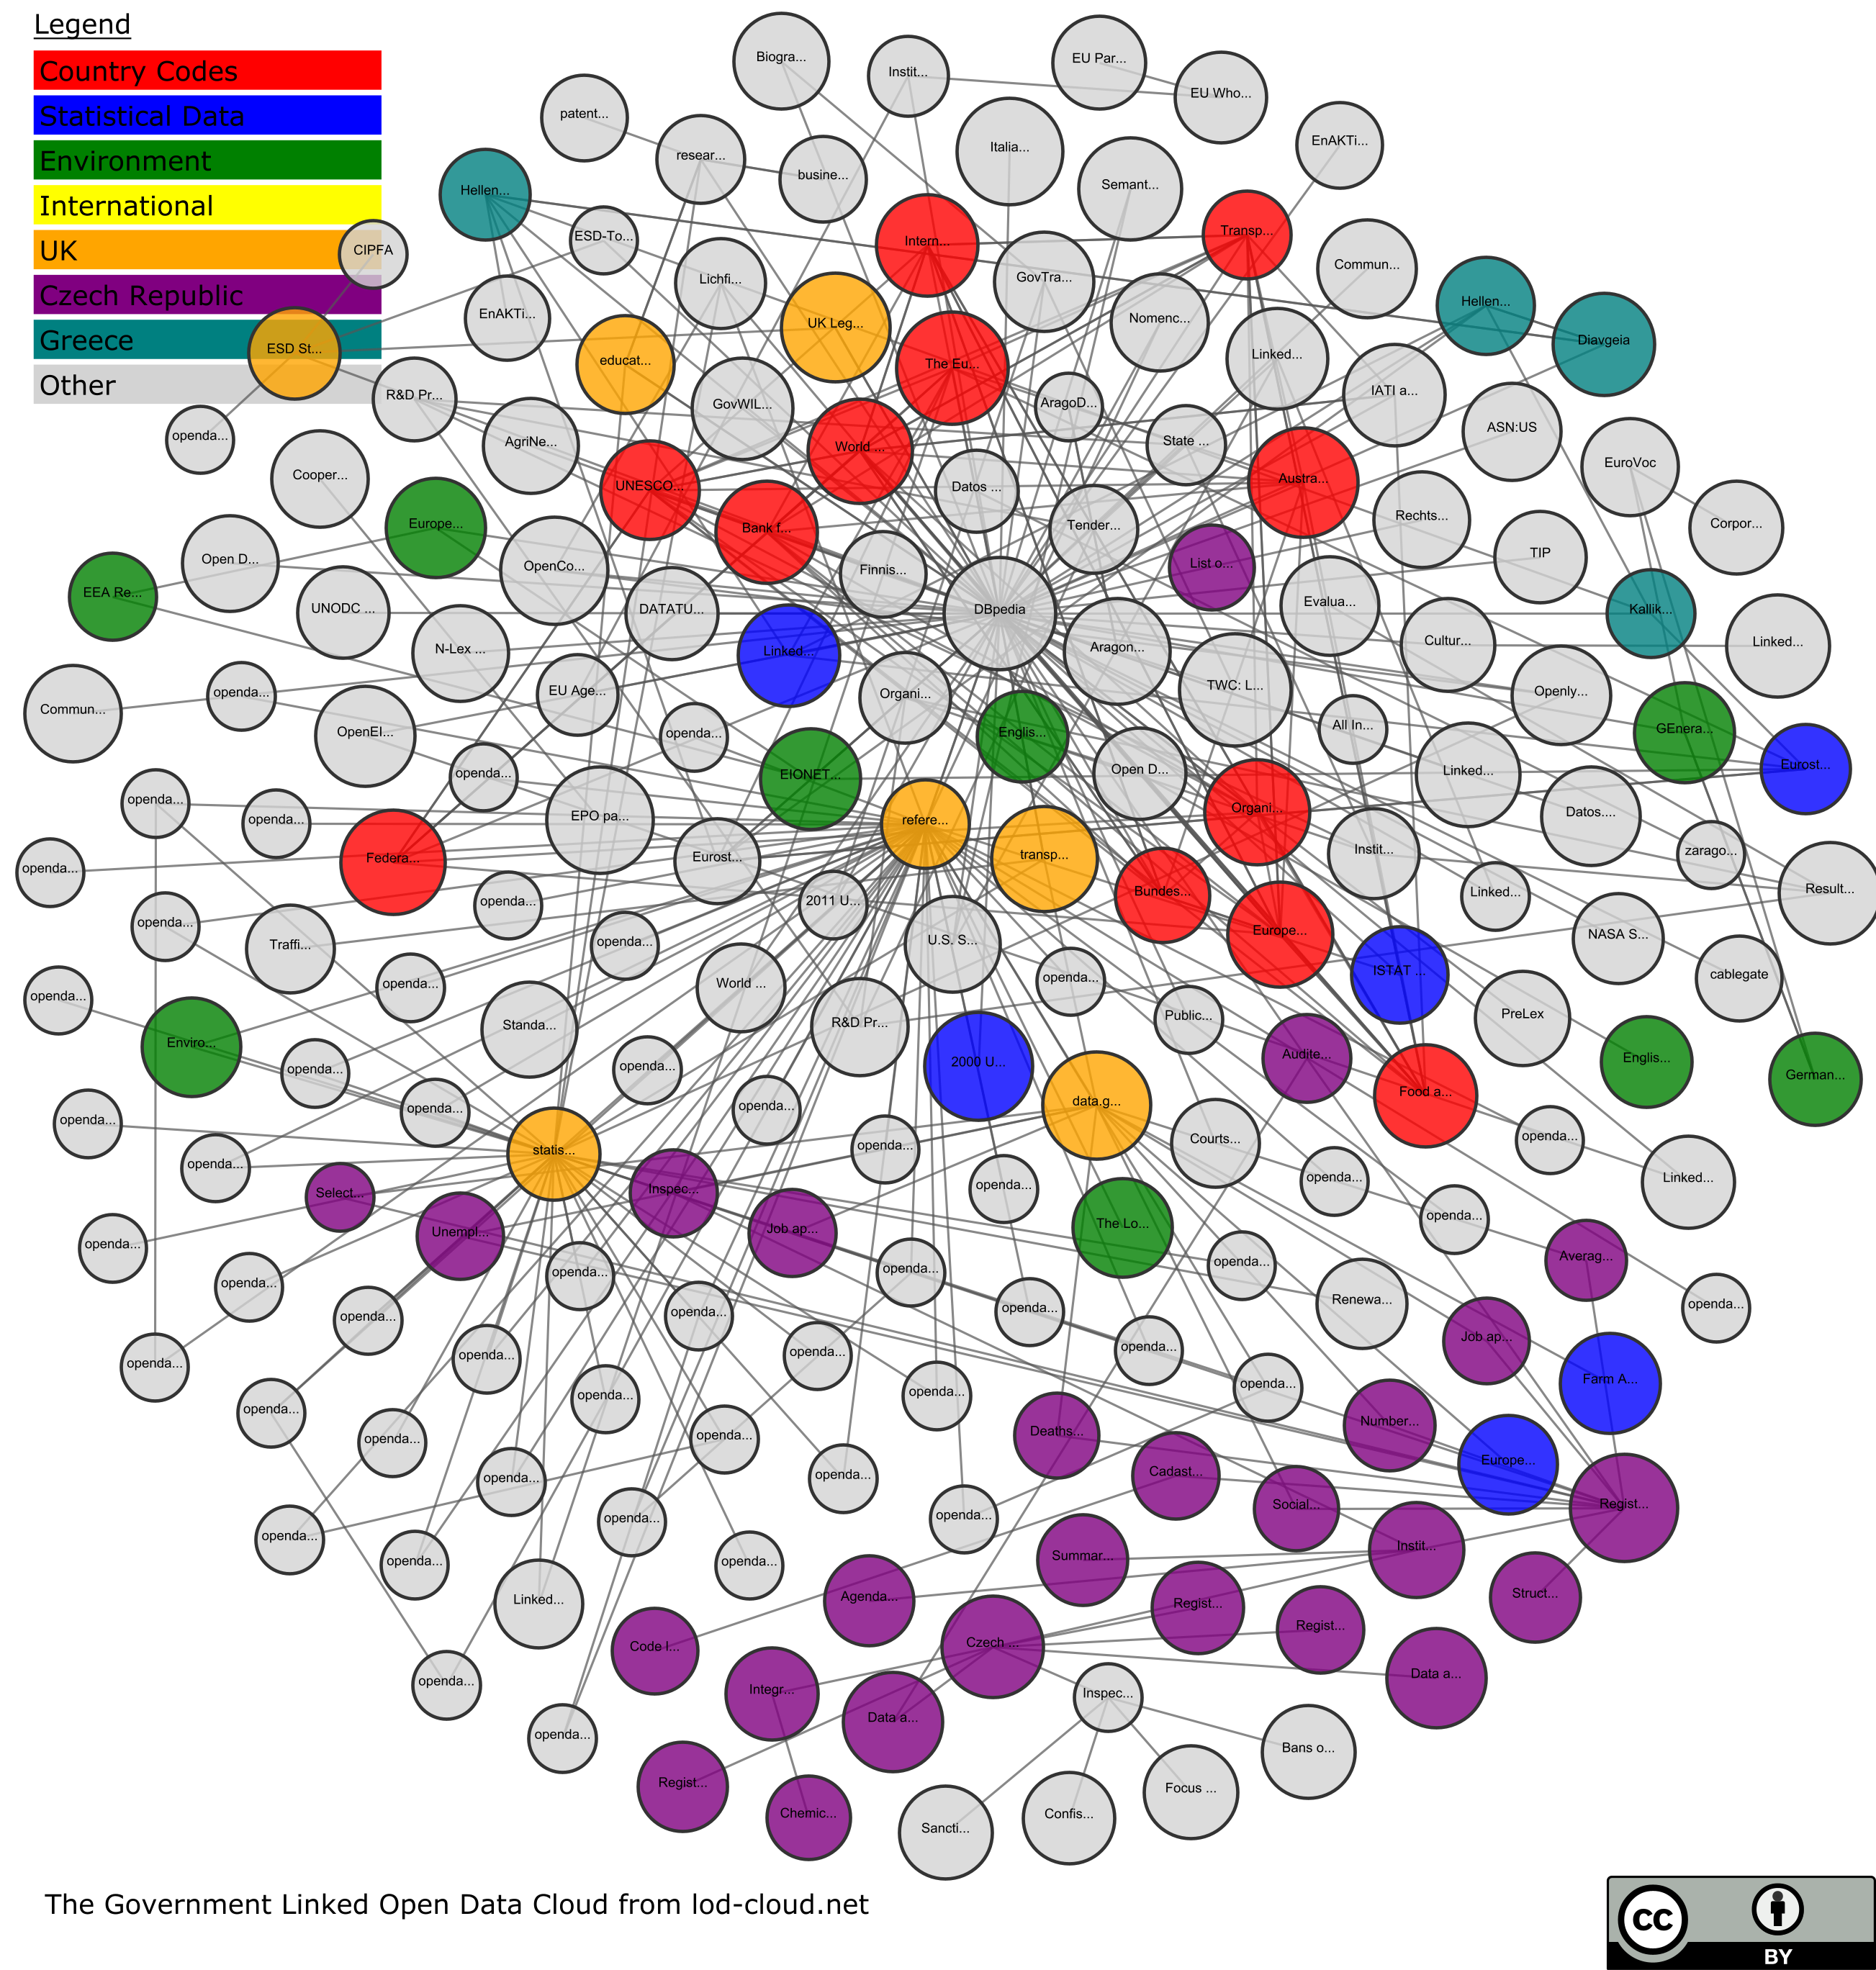 Legend
Country Codes
Statistical Data
Environment
International
UK
Czech Republic
Greece
Other
Biogra...
Instit...
EU Par...
EU Who...
patent...
resear...
busine...
Italia...
Semant...
EnAKTi...
Hellen...
ESD-To...
CIPFA
Intern...
Transp...
Commun...
Lichfi...
GovTra...
EnAKTi...
UK Leg...
Nomenc...
Hellen...
Diavgeia
ESD St...
educat...
The Eu...
Linked...
R&D Pr...
GovWIL...
AragoD...
IATI a...
openda...
AgriNe...
World ...
State ...
ASN:US
EuroVoc
Cooper...
UNESCO...
Datos ...
Austra...
Europe...
Bank f...
Tender...
Rechts...
Corpor...
Open D...
OpenCo...
Finnis...
List o...
TIP
EEA Re...
UNODC ...
DATATU...
DBpedia
Evalua...
Kallik...
N-Lex ...
Linked...
Aragon...
Cultur...
Linked...
Commun...
openda...
EU Age...
Organi...
TWC: L...
Openly...
OpenEI...
openda...
Englis...
All In...
GEnera...
openda...
openda...
EIONET...
Open D...
Linked...
Eurost...
openda...
EPO pa...
refere...
Organi...
Datos....
openda...
Federa...
Eurost...
transp...
Instit...
zarago...
openda...
openda...
2011 U...
Bundes...
Linked...
Result...
Traffi...
openda...
U.S. S...
Europe...
NASA S...
openda...
openda...
World ...
openda...
ISTAT ...
cablegate
Enviro...
Standa...
R&D Pr...
Public...
PreLex
openda...
openda...
2000 U...
Audite...
Englis...
German...
openda...
openda...
openda...
data.g...
Food a...
openda...
statis...
openda...
Courts...
openda...
Select...
Inspec...
openda...
openda...
Linked...
openda...
Unempl...
Job ap...
The Lo...
openda...
Averag...
openda...
openda...
openda...
openda...
Renewa...
openda...
openda...
openda...
openda...
Job ap...
openda...
openda...
openda...
openda...
Farm A...
openda...
openda...
openda...
openda...
openda...
openda...
Deaths...
Number...
openda...
openda...
Cadast...
Europe...
openda...
openda...
openda...
Social...
Regist...
openda...
openda...
Summar...
Instit...
Linked...
Agenda...
Regist...
Struct...
Code l...
Czech ...
Regist...
openda...
Integr...
Data a...
Inspec...
Data a...
openda...
Regist...
Bans o...
Chemic...
Sancti...
Confis...
Focus ...
The Government Linked Open Data Cloud from lod-cloud.net
cc
BY